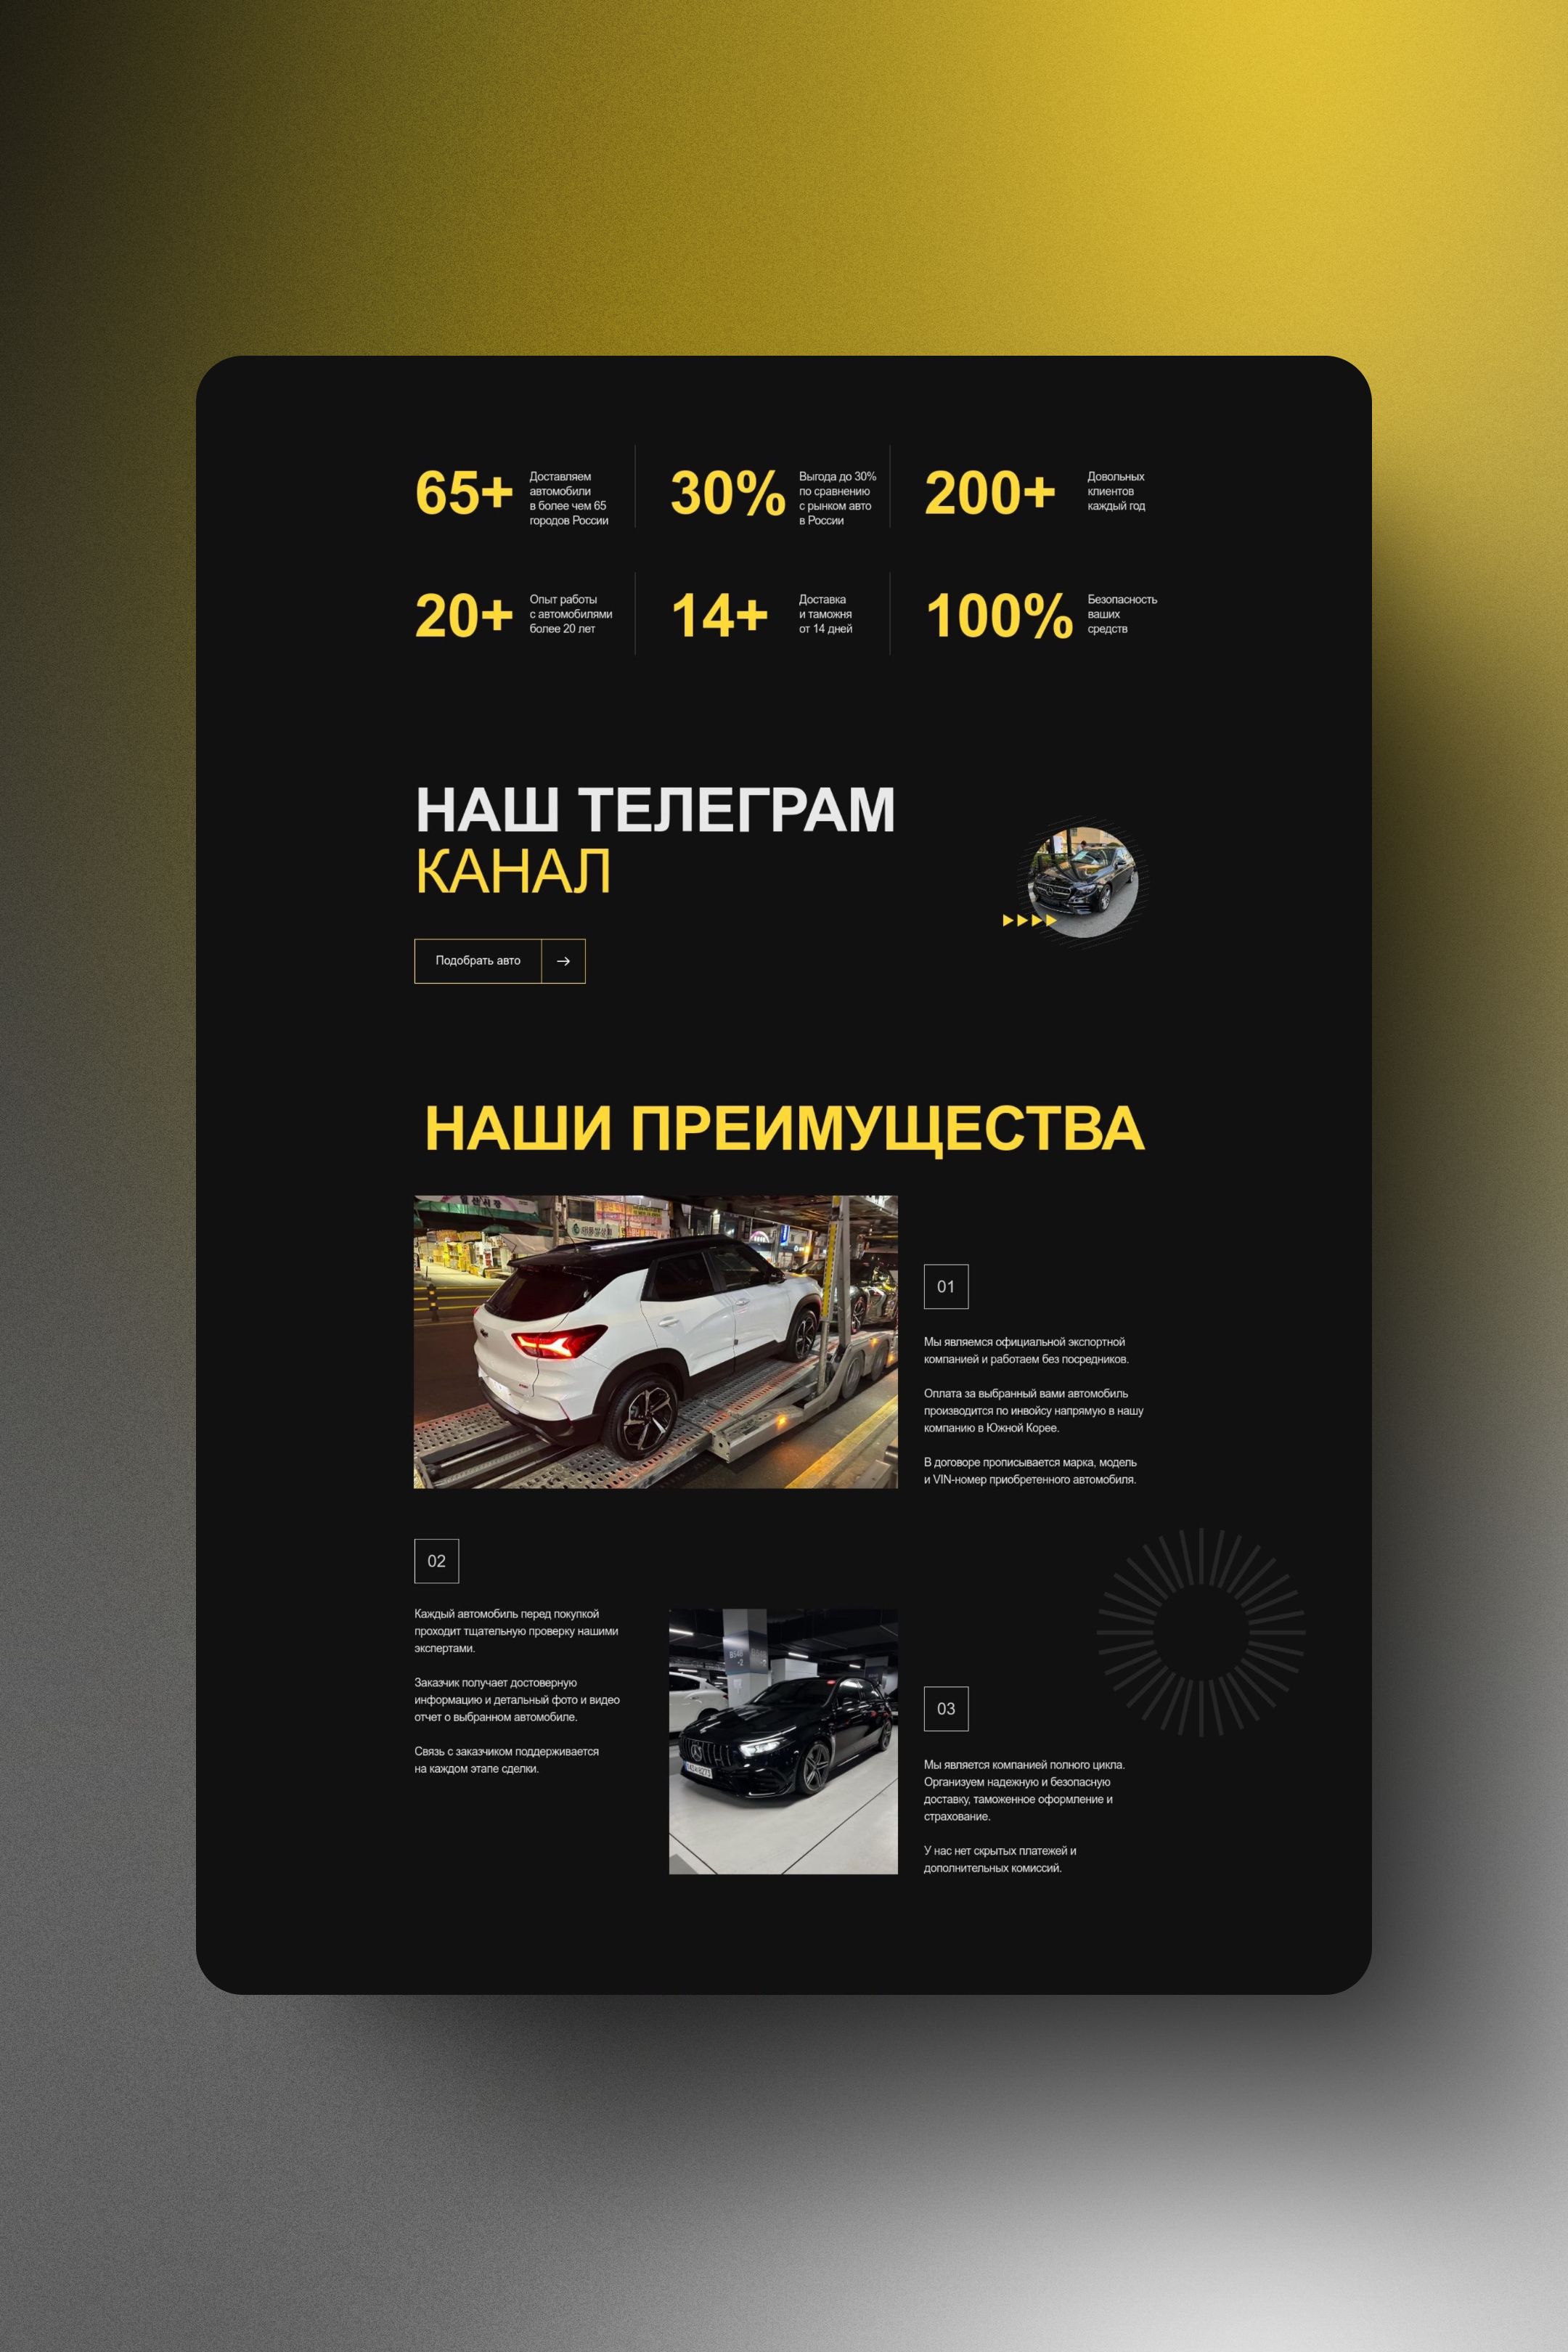 65+
Доставляем
автомобили
в более чем 65
городов России
30%
Выгода до 30%
по сравнению
с рынком авто
в России
200+
Довольных
клиентов
каждый год
20+
Опыт работы
с автомобилями
более 20 лет
14+
Доставка
и таможня
от 14 дней
100%
Безопасность
ваших
средств
НАШ ТЕЛЕГРАМ
КАНАЛ
Подобрать авто
НАШИ ПРЕИМУЩЕСТВА
01
Мы являемся официальной экспортной
компанией и работаем без посредников.
Оплата за выбранный вами автомобиль
производится по инвойсу напрямую в нашу
компанию в Южной Корее.
В договоре прописывается марка, модель
и VIN-номер приобретенного автомобиля.
02
Каждый автомобиль перед покупкой
проходит тщательную проверку нашими
экспертами.
Заказчик получает достоверную
информацию и детальный фото и видео
отчет о выбранном автомобиле.
Связь с заказчиком поддерживается
на каждом этапе сделки.
03
Мы является компанией полного цикла.
Организуем надежную и безопасную
доставку, таможенное оформление и
страхование.
У нас нет скрытых платежей и
дополнительных комиссий.